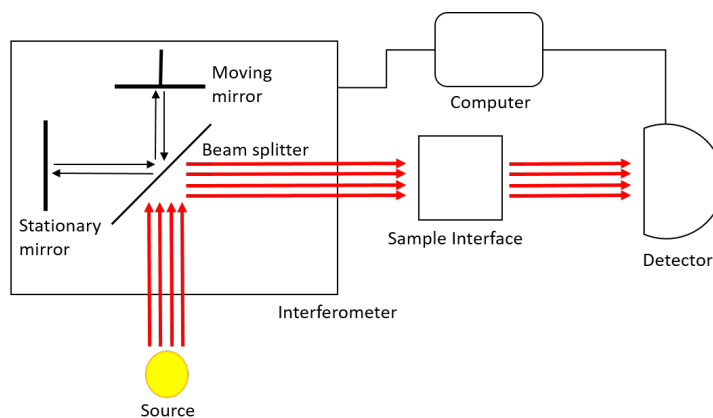 Moving
mirror
Computer
Beam splitter
Stationary
mirror
Sample Interface
Detector
Interferometer
Source